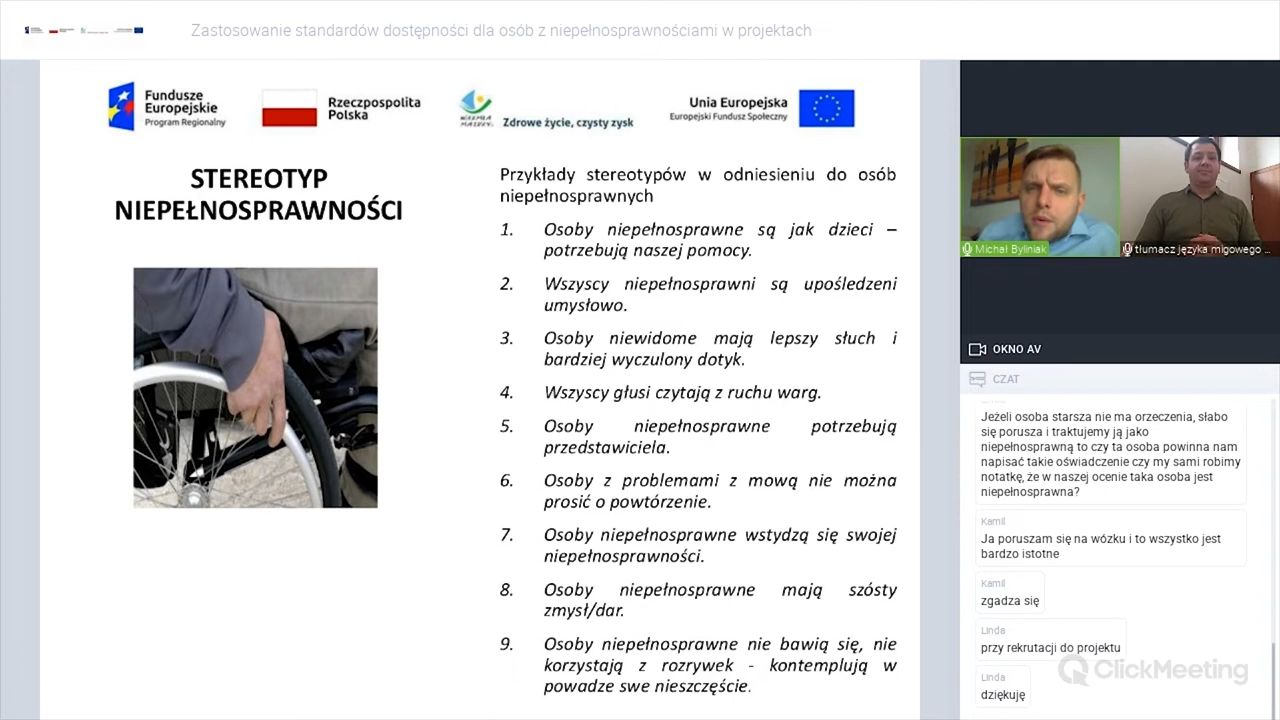 Zastosowanie standardów dostępności dla osób z niepełnosprawnościami w projektach
Fundusze
Europejskie
Program Regionalny
Rzeczpospolita
Polska
Zdrowe życie, czysty zysk
Unia Europejska
Europejski Fundusz Społeczny
STEREOTYP
NIEPEŁNOSPRAWNOŚCI
Przykłady stereotypów w odniesieniu do osób
niepełnosprawnych
1. Osoby niepełnosprawne są jak dzieci –
potrzebują naszej pomocy.
2. Wszyscy niepełnosprawni są upośledzeni
umysłowo.
3. Osoby niewidome mają lepszy słuch i
bardziej wyczulony dotyk.
4. Wszyscy głusi czytają z ruchu warg.
5. Osoby niepełnosprawne potrzebują
przedstawiciela.
6. Osoby z problemami z mową nie można
prosić o powtórzenie.
7. Osoby niepełnosprawne wstydzą się swojej
niepełnosprawności.
8. Osoby niepełnosprawne mają szósty
zmysł/dar.
9. Osoby niepełnosprawne nie bawią się, nie
korzystają z rozrywek - kontemplują w
powadze swe nieszczęście.
Michał Byliniak
tłumacz języka migowego ...
OKNO AV
CZAT
Jeżeli osoba starsza nie ma orzeczenia, słabo
się porusza i traktujemy ją jako
niepełnosprawną to czy ta osoba powinna nam
napisać takie oświadczenie czy my sami robimy
notatkę, że w naszej ocenie taka osoba jest
niepełnosprawna?
Kamil
Ja poruszam się na wózku i to wszystko jest
bardzo istotne
Kamil
zgadza się
Linda
przy rekrutacji do projektu
Linda
dziękuję
ClickMeeting